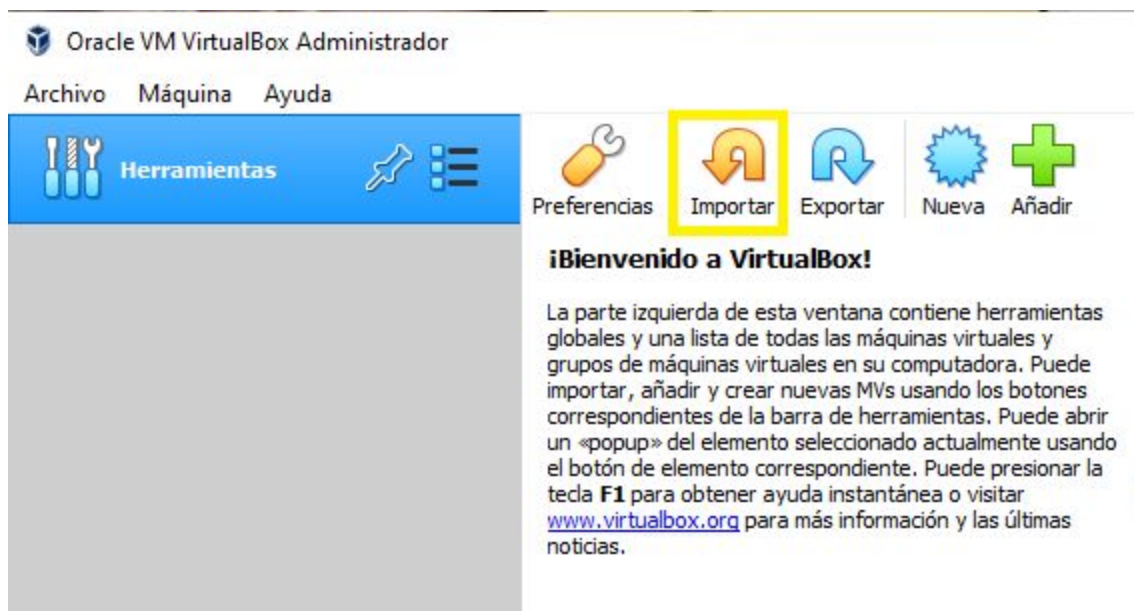 Oracle VM VirtualBox Administrador
Archivo Máquina Ayuda
Herramientas
Preferencias Importar Exportar Nueva Añadir
¡Bienvenido a VirtualBox!
La parte izquierda de esta ventana contiene herramientas
globales y una lista de todas las máquinas virtuales y
grupos de máquinas virtuales en su computadora. Puede
importar, añadir y crear nuevas MVs usando los botones
correspondientes de la barra de herramientas. Puede abrir
un «popup» del elemento seleccionado actualmente usando
el botón de elemento correspondiente. Puede presionar la
tecla F1 para obtener ayuda instantánea o visitar
www.virtualbox.org para más información y las últimas
noticias.